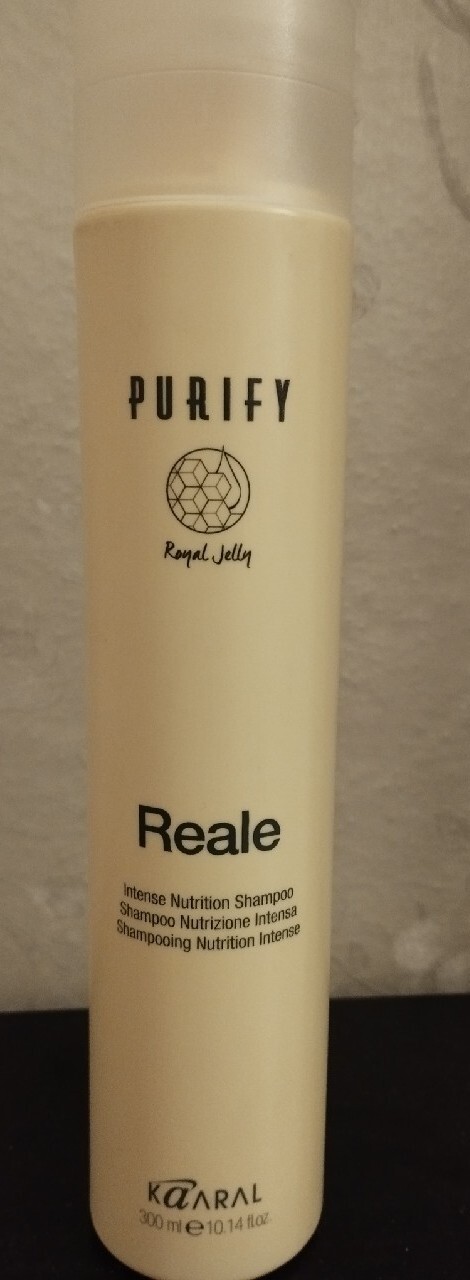 PURIFY
Royal Jelly
Reale
Intense Nutrition Shampoo
Shampoo Nutrizione Intensa
Shampooing Nutrition Intense
KaARAL
300 ml e 10.14 fl.oz.